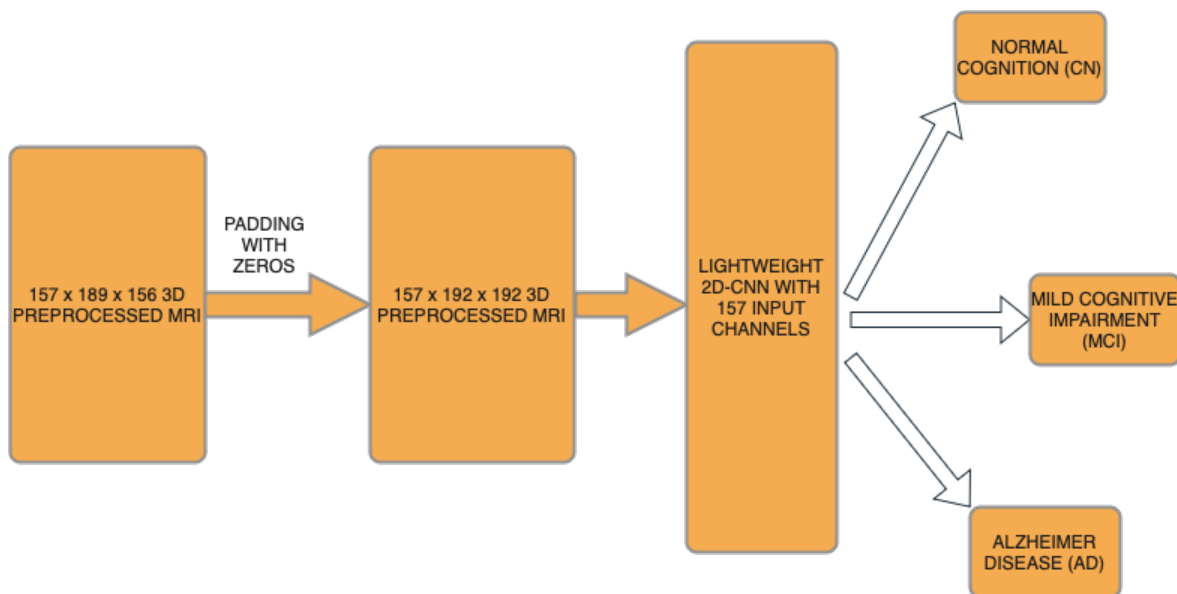 157 x 189 x 156 3D
PREPROCESSED MRI
PADDING
WITH
ZEROS
157 x 192 x 192 3D
PREPROCESSED MRI
LIGHTWEIGHT
2D-CNN WITH
157 INPUT
CHANNELS
NORMAL
COGNITION (CN)
MILD COGNITIVE
IMPAIRMENT
(MCI)
ALZHEIMER
DISEASE (AD)